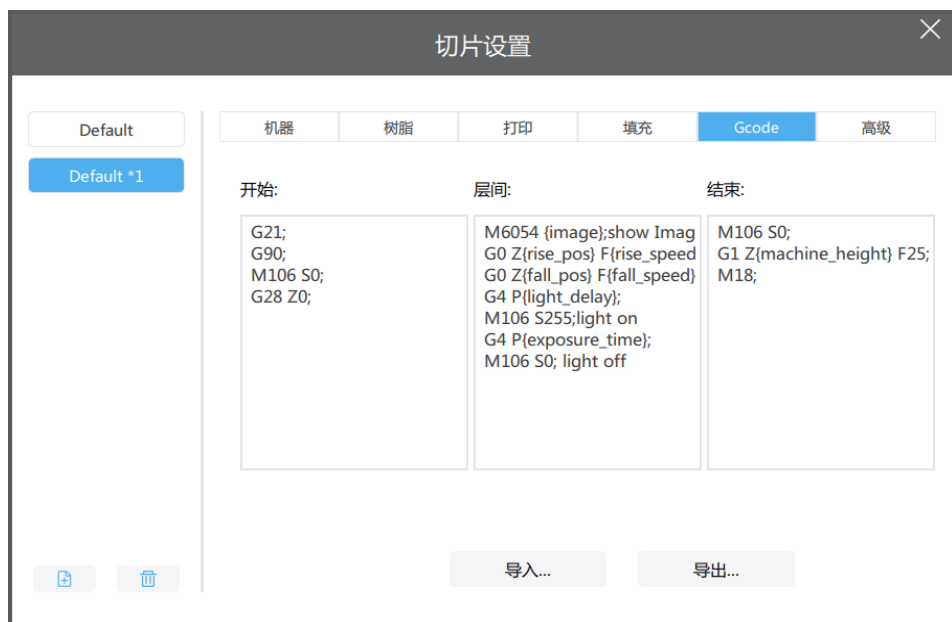 切片设置
Default
Default *1
机器
树脂
打印
填充
Gcode
高级
开始:
G21;
G90;
M106 S0;
G28 Z0;
层间:
M6054 {image};show Imag
G0 Z{rise_pos} F{rise_speed
G0 Z{fall_pos} F{fall_speed}
G4 P{light_delay};
M106 S255;light on
G4 P{exposure_time};
M106 S0; light off
结束:
M106 S0;
G1 Z{machine_height} F25;
M18;
导入...
导出...